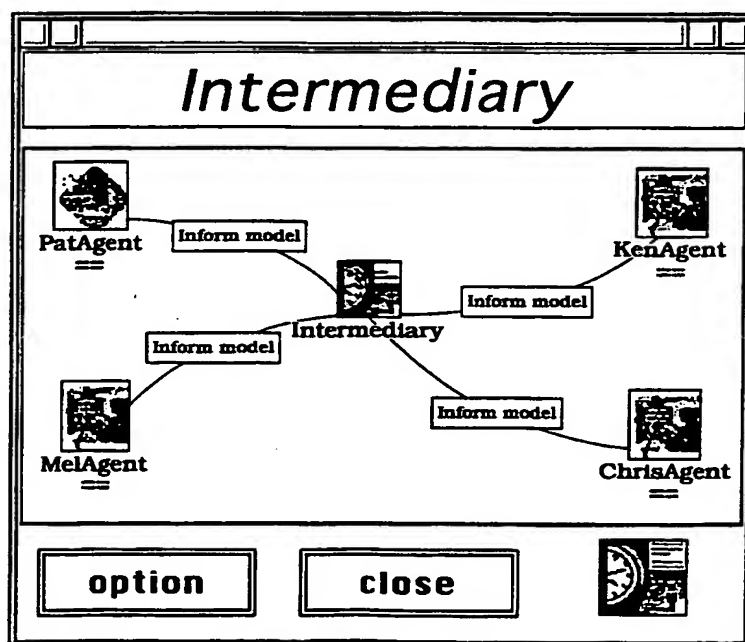 Intermediary
PatAgent
==
Inform model
KenAgent
==
Inform model
Intermediary
Inform model
MelAgent
==
Inform model
ChrisAgent
==
option
close